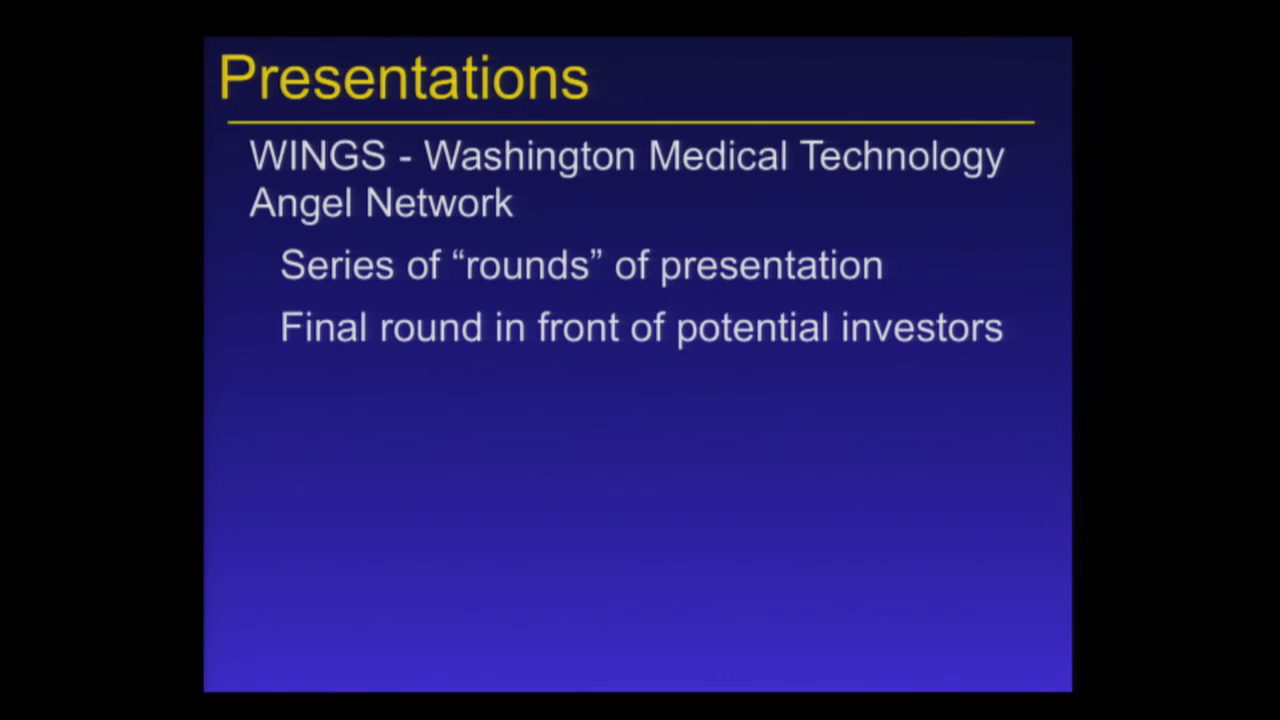 Presentations
WINGS - Washington Medical Technology
Angel Network
Series of “rounds” of presentation
Final round in front of potential investors